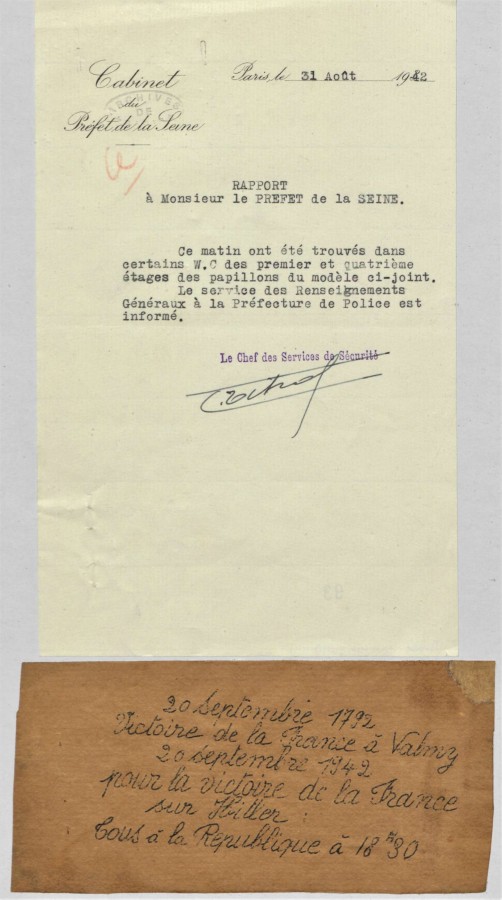 Cabinet
du
Préfet de la Seine
Paris, le 31 Août 1942
ARCHIVES
DE
RAPPORT
à Monsieur le PREFET de la SEINE.
Ce matin ont été trouvés dans
certains W.C des premier et quatrième
étages des papillons du modèle ci-joint.
Le service des Renseignements
Généraux à la Préfecture de Police est
informé.
Le Chef des Services de Sécurité
20 septembre 1792
Victoire de la France à Valmy
20 septembre 1942
pour la victoire de la France
sur Hitler :
Tous à la République à 18H30